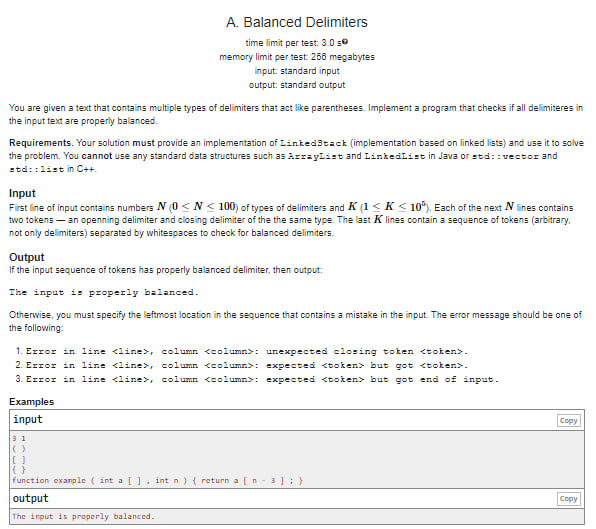 A. Balanced Delimiters
time limit per test: 3.0 s
memory limit per test: 256 megabytes
input: standard input
output: standard output
You are given a text that contains multiple types of delimiters that act like parentheses. Implement a program that checks if all delimiteres in
the input text are properly balanced.
Requirements. Your solution must provide an implementation of LinkedStack (implementation based on linked lists) and use it to solve
the problem. You cannot use any standard data structures such as ArrayList and LinkedList in Java or std::vector and
std::list in C++.
Input
First line of input contains numbers N (0 ≤ N ≤ 100) of types of delimiters and K (1 ≤ K ≤ 10⁵). Each of the next N lines contains
two tokens — an openning delimiter and closing delimiter of the the same type. The last K lines contain a sequence of tokens (arbitrary,
not only delimiters) separated by whitespaces to check for balanced delimiters.
Output
If the input sequence of tokens has properly balanced delimiter, then output:
The input is properly balanced.
Otherwise, you must specify the leftmost location in the sequence that contains a mistake in the input. The error message should be one of
the following:
1. Error in line <line>, column <column>: unexpected closing token <token>.
2. Error in line <line>, column <column>: expected <token> but got <token>.
3. Error in line <line>, column <column>: expected <token> but got end of input.
Examples
input
Copy
3 1
( )
[ ]
{ }
function example ( int a [ ] , int n ) { return a [ n - 3 ] ; }
output
Copy
The input is properly balanced.